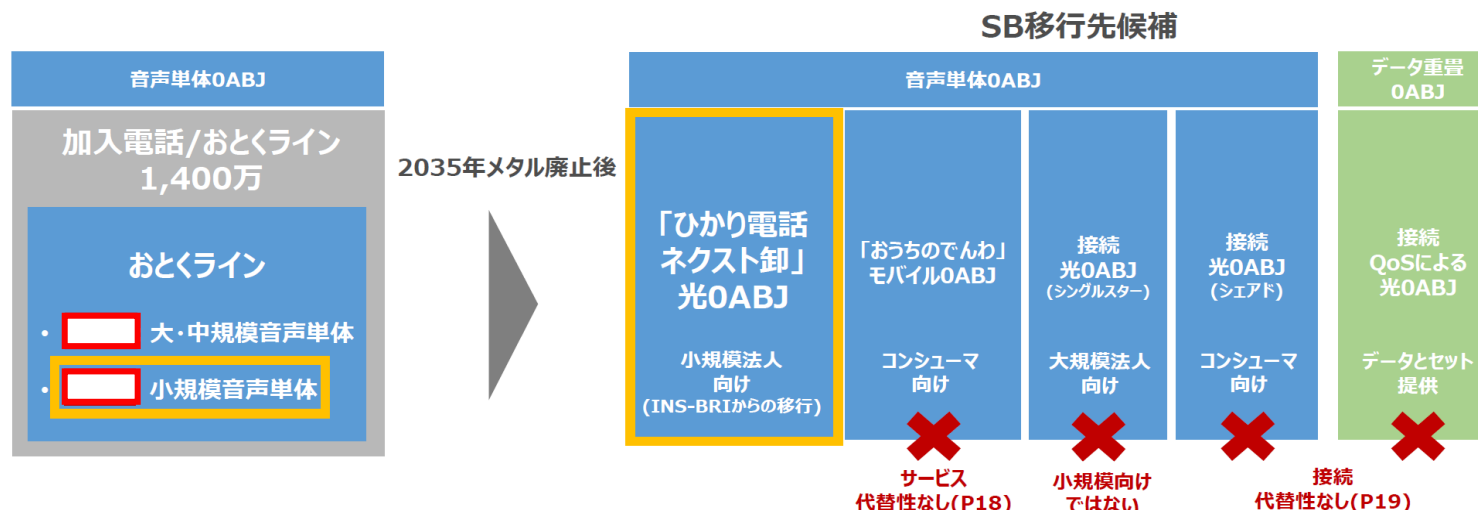 SB移行先候補
音声単体0ABJ
加入電話/おとくライン
1,400万
おとくライン
・ 大・中規模音声単体
・ 小規模音声単体
2035年メタル廃止後
音声単体0ABJ
「ひかり電話
ネクスト卸」
光0ABJ
小規模法人
向け
(INS-BRIからの移行)
「おうちのでんわ」
モバイル0ABJ
コンシューマ
向け
サービス
代替性なし(P18)
接続
光0ABJ
(シングルスター)
大規模法人
向け
小規模向け
ではない
接続
光0ABJ
(シェアド)
コンシューマ
向け
データ重畳
0ABJ
接続
QoSによる
光0ABJ
データとセット
提供
接続
代替性なし(P19)